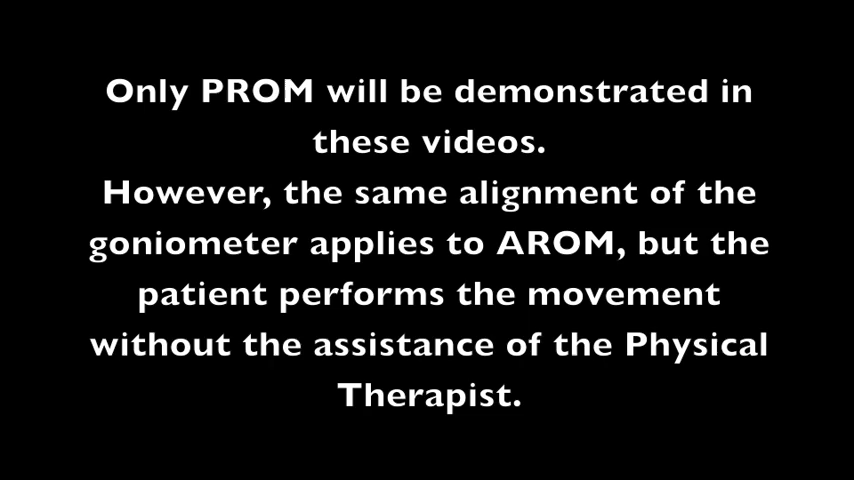 Only PROM will be demonstrated in
these videos.
However, the same alignment of the
goniometer applies to AROM, but the
patient performs the movement
without the assistance of the Physical
Therapist.